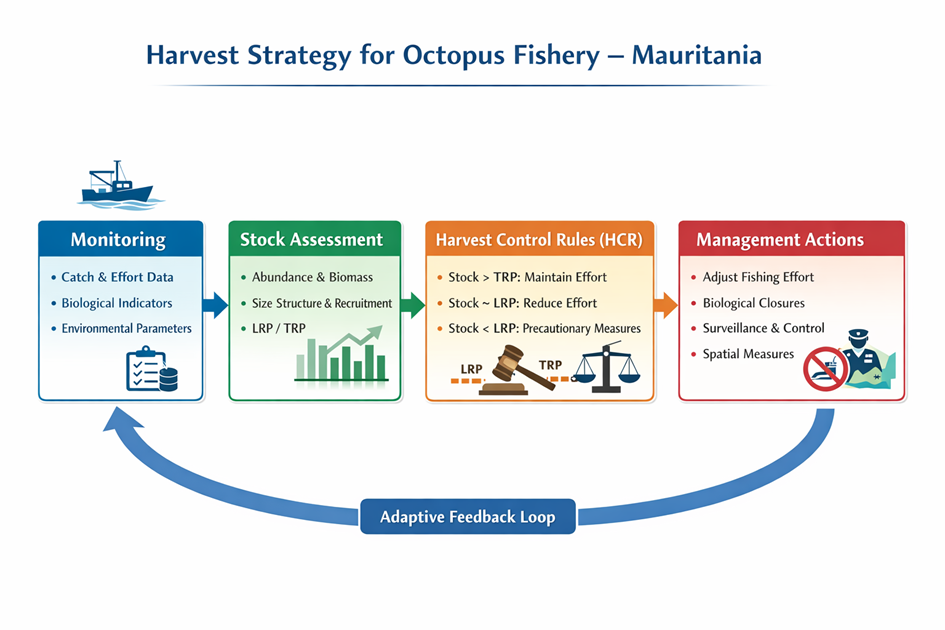 Harvest Strategy for Octopus Fishery – Mauritania
Monitoring
• Catch & Effort Data
• Biological Indicators
• Environmental Parameters
Stock Assessment
• Abundance & Biomass
• Size Structure & Recruitment
• LRP / TRP
Harvest Control Rules (HCR)
• Stock > TRP: Maintain Effort
• Stock ~ LRP: Reduce Effort
• Stock < LRP: Precautionary Measures
LRP
TRP
Management Actions
• Adjust Fishing Effort
• Biological Closures
• Surveillance & Control
• Spatial Measures
Adaptive Feedback Loop